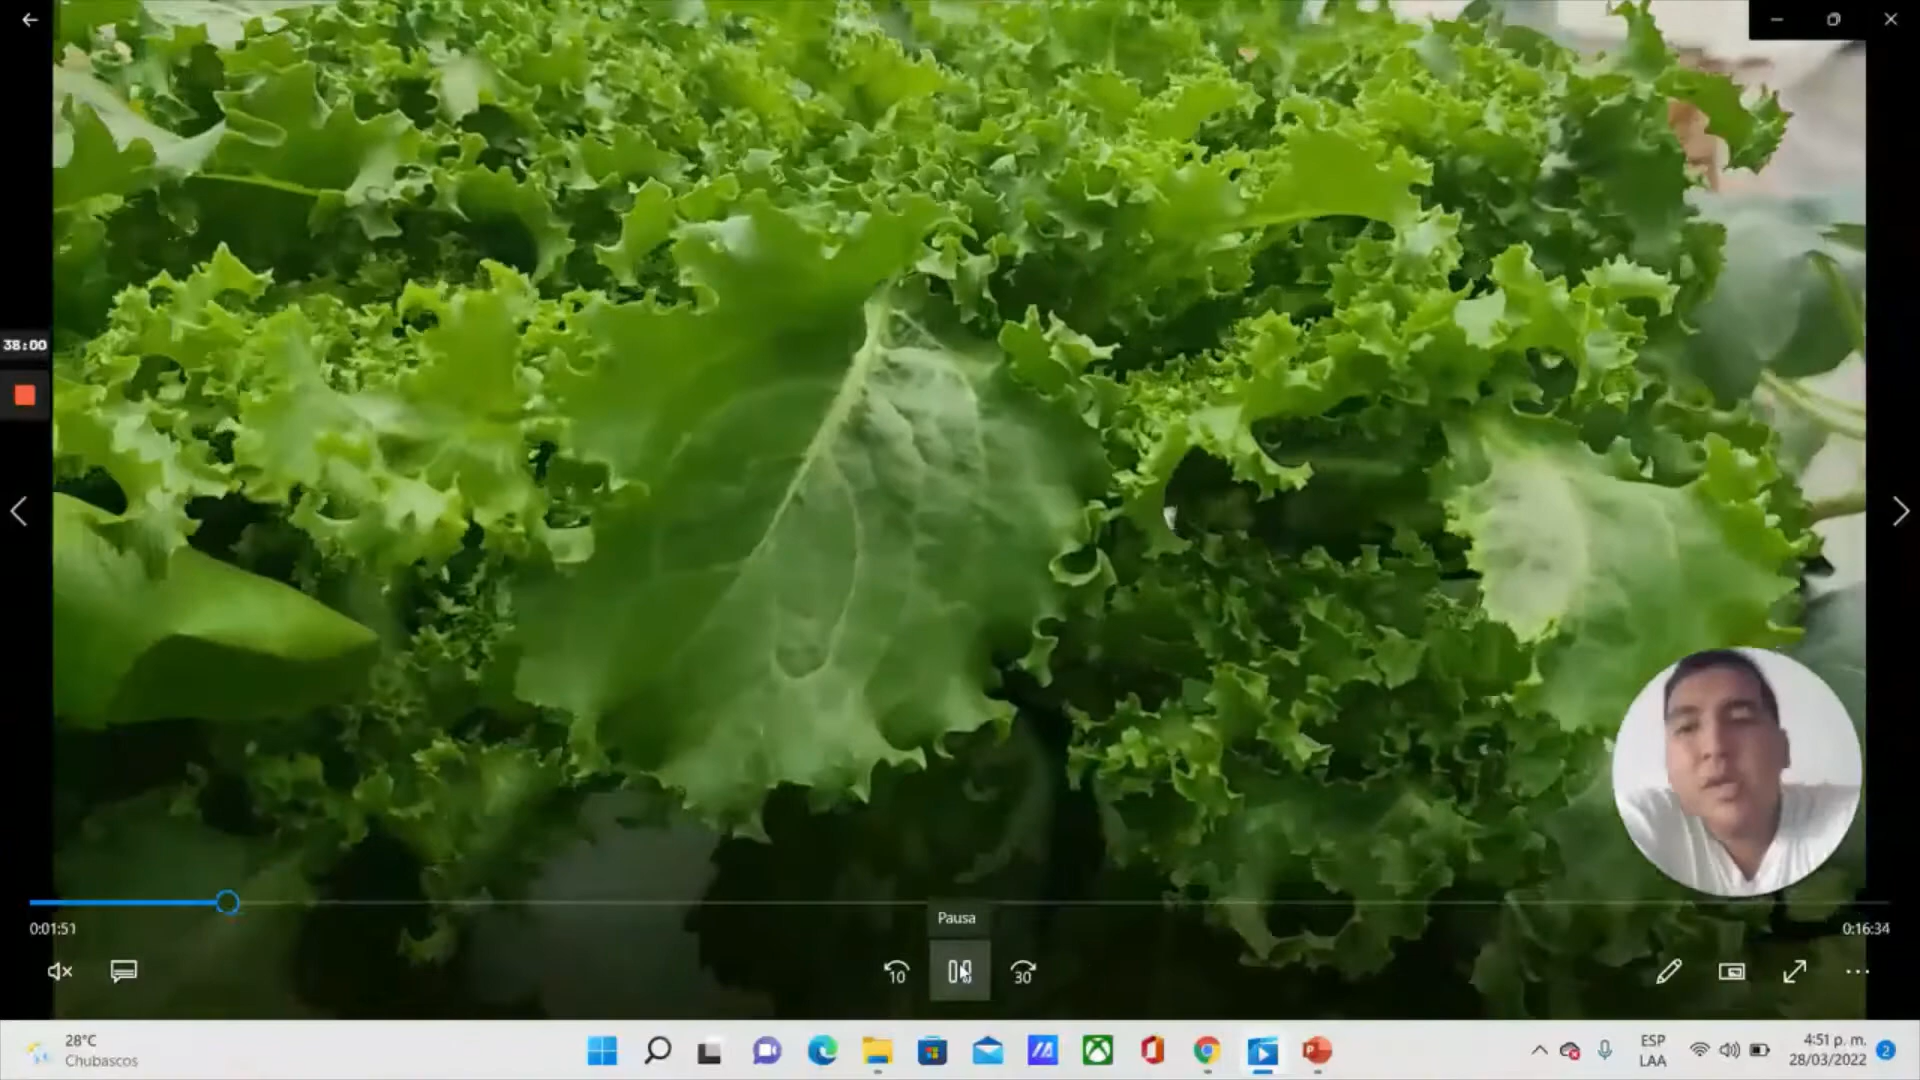 38:00
Pausa
0:01:51
0:16:34
10
30
28°C
Chubascos
ESP
LAA
4:51 p. m.
28/03/2022
2